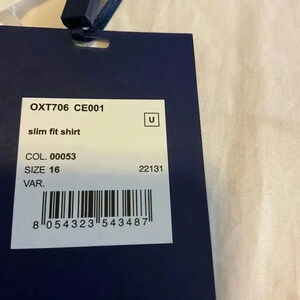 OXT706 CE001
U
slim fit shirt
COL. 00053
SIZE 16 22131
VAR.
8 054323 543487